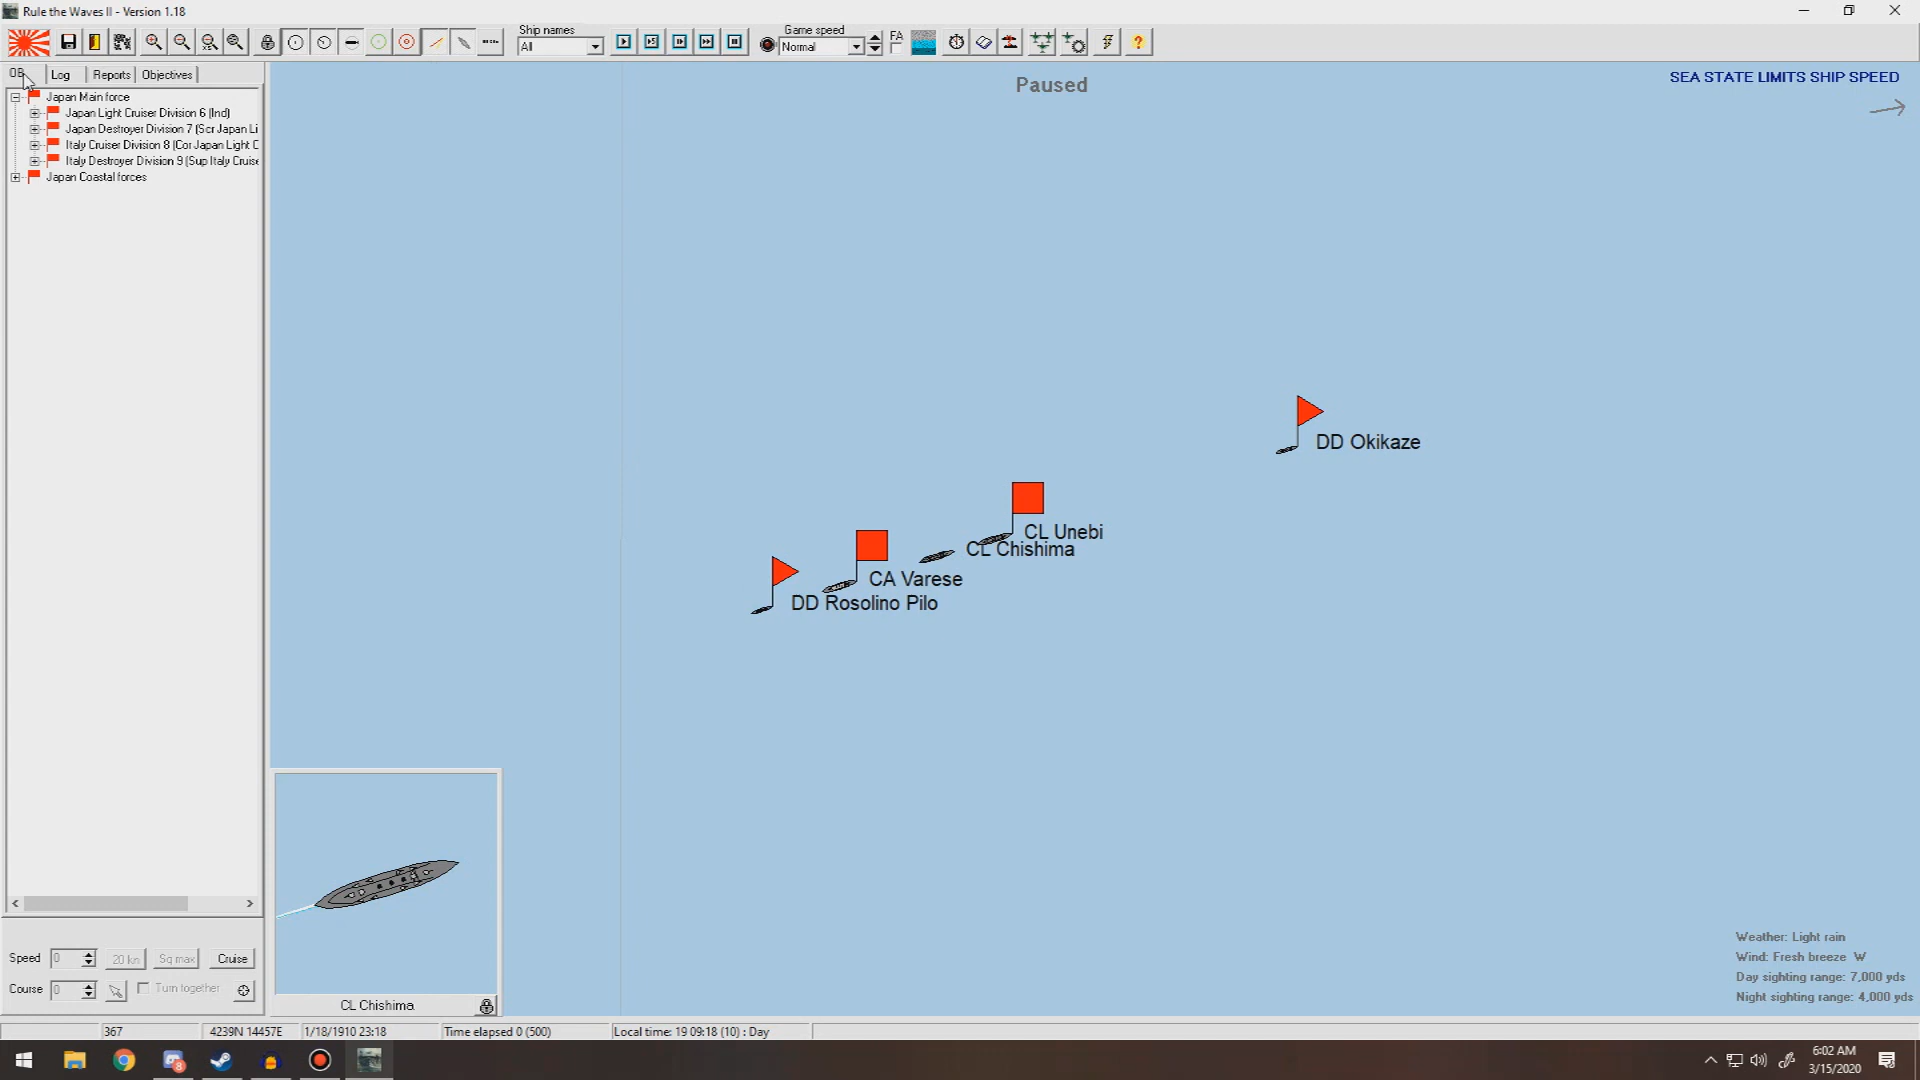 Rule the Waves II - Version 1.18
Ship names
All
Game speed
Normal
FA
OB
Log
Reports
Objectives
Japan Main force
Japan Light Cruiser Division 6 (Ind)
Japan Destroyer Division 7 (Scr Japan Li
Italy Cruiser Division 8 (Cor Japan Light C
Italy Destroyer Division 9 (Sup Italy Cruise
Japan Coastal forces
Paused
SEA STATE LIMITS SHIP SPEED
DD Okikaze
CL Unebi
CL Chishima
CA Varese
DD Rosolino Pilo
Weather: Light rain
Wind: Fresh breeze W
Day sighting range: 7,000 yds
Night sighting range: 4,000 yds
Speed 0 20 kn Sq max Cruise
Course 0 Turn together
CL Chishima
367
4239N 14457E
1/18/1910 23:18
Time elapsed 0 (500)
Local time: 19 09:18 (10) : Day
8
6:02 AM
3/15/2020